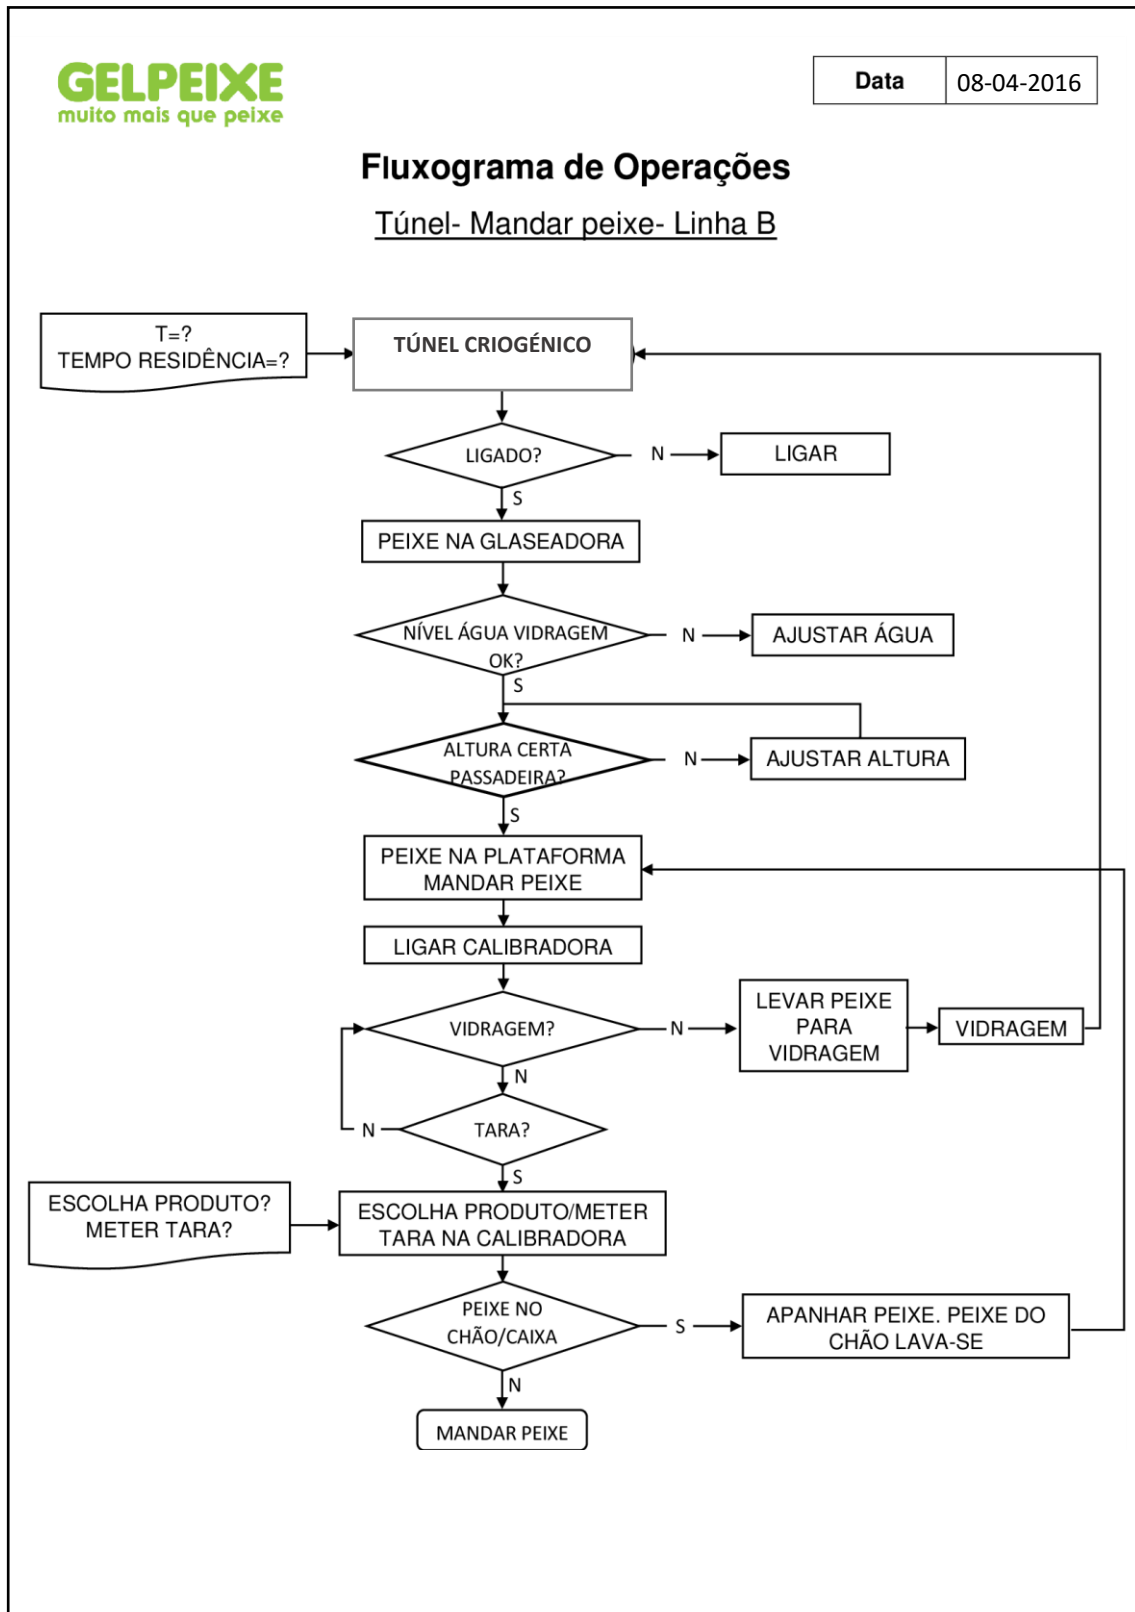 GELPEIXE
muito mais que peixe
Data 08-04-2016
Fluxograma de Operações
Túnel- Mandar peixe- Linha B
T=?
TEMPO RESIDÊNCIA=?
TÚNEL CRIOGÉNICO
LIGADO?
N
LIGAR
S
PEIXE NA GLASEADORA
NÍVEL ÁGUA VIDRAGEM
OK?
N
AJUSTAR ÁGUA
S
ALTURA CERTA
PASSADEIRA?
N
AJUSTAR ALTURA
S
PEIXE NA PLATAFORMA
MANDAR PEIXE
LIGAR CALIBRADORA
VIDRAGEM?
N
LEVAR PEIXE
PARA
VIDRAGEM
VIDRAGEM
N
TARA?
N
S
ESCOLHA PRODUTO?
METER TARA?
ESCOLHA PRODUTO/METER
TARA NA CALIBRADORA
PEIXE NO
CHÃO/CAIXA
S
APANHAR PEIXE. PEIXE DO
CHÃO LAVA-SE
N
MANDAR PEIXE